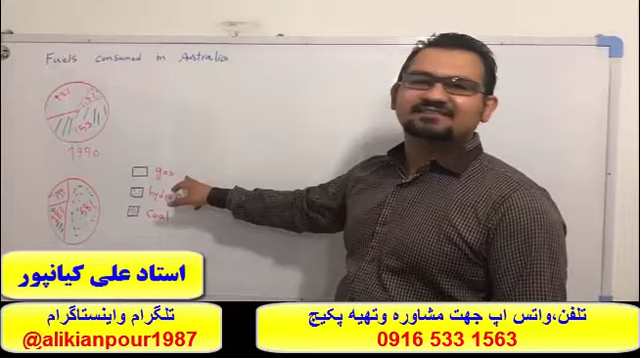 Fuels consumed in Australia
1990
gas
hydro
Coal
استاد علی کیانپور
تلگرام واینستاگرام
@alikianpour1987
تلفن،واتس اپ جهت مشاوره وتهیه پکیج
0916 533 1563